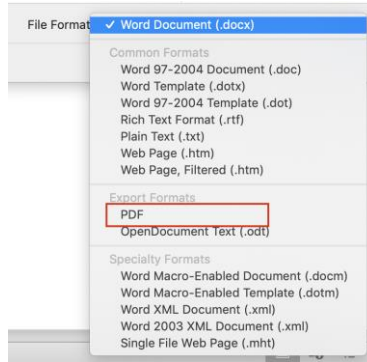 File Format
✓ Word Document (.docx)
Common Formats
Word 97-2004 Document (.doc)
Word Template (.dotx)
Word 97-2004 Template (.dot)
Rich Text Format (.rtf)
Plain Text (.txt)
Web Page (.htm)
Web Page, Filtered (.htm)
Export Formats
PDF
OpenDocument Text (.odt)
Specialty Formats
Word Macro-Enabled Document (.docm)
Word Macro-Enabled Template (.dotm)
Word XML Document (.xml)
Word 2003 XML Document (.xml)
Single File Web Page (.mht)